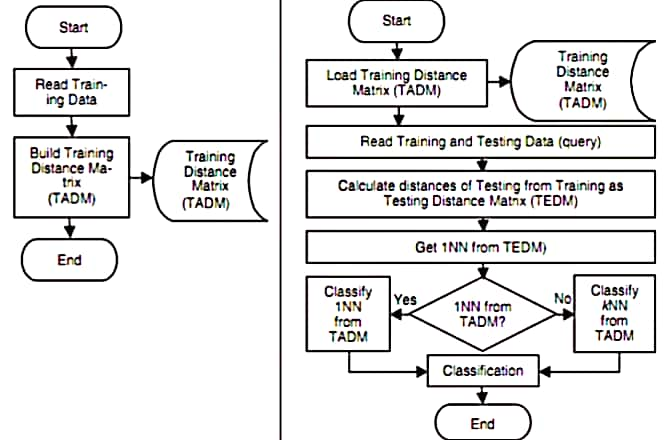 Start
Read Train-
ing Data
Build Training
Distance Ma-
trix
(TADM)
Training
Distance
Matrix
(TADM)
End
Start
Load Training Distance
Matrix (TADM)
Training
Distance
Matrix
(TADM)
Read Training and Testing Data (query)
Calculate distances of Testing from Training as
Testing Distance Matrix (TEDM)
Get 1NN from TEDM)
Classify
1NN
from
TADM
Yes
1NN from
TADM?
No
Classify
kNN
from
TADM
Classification
End